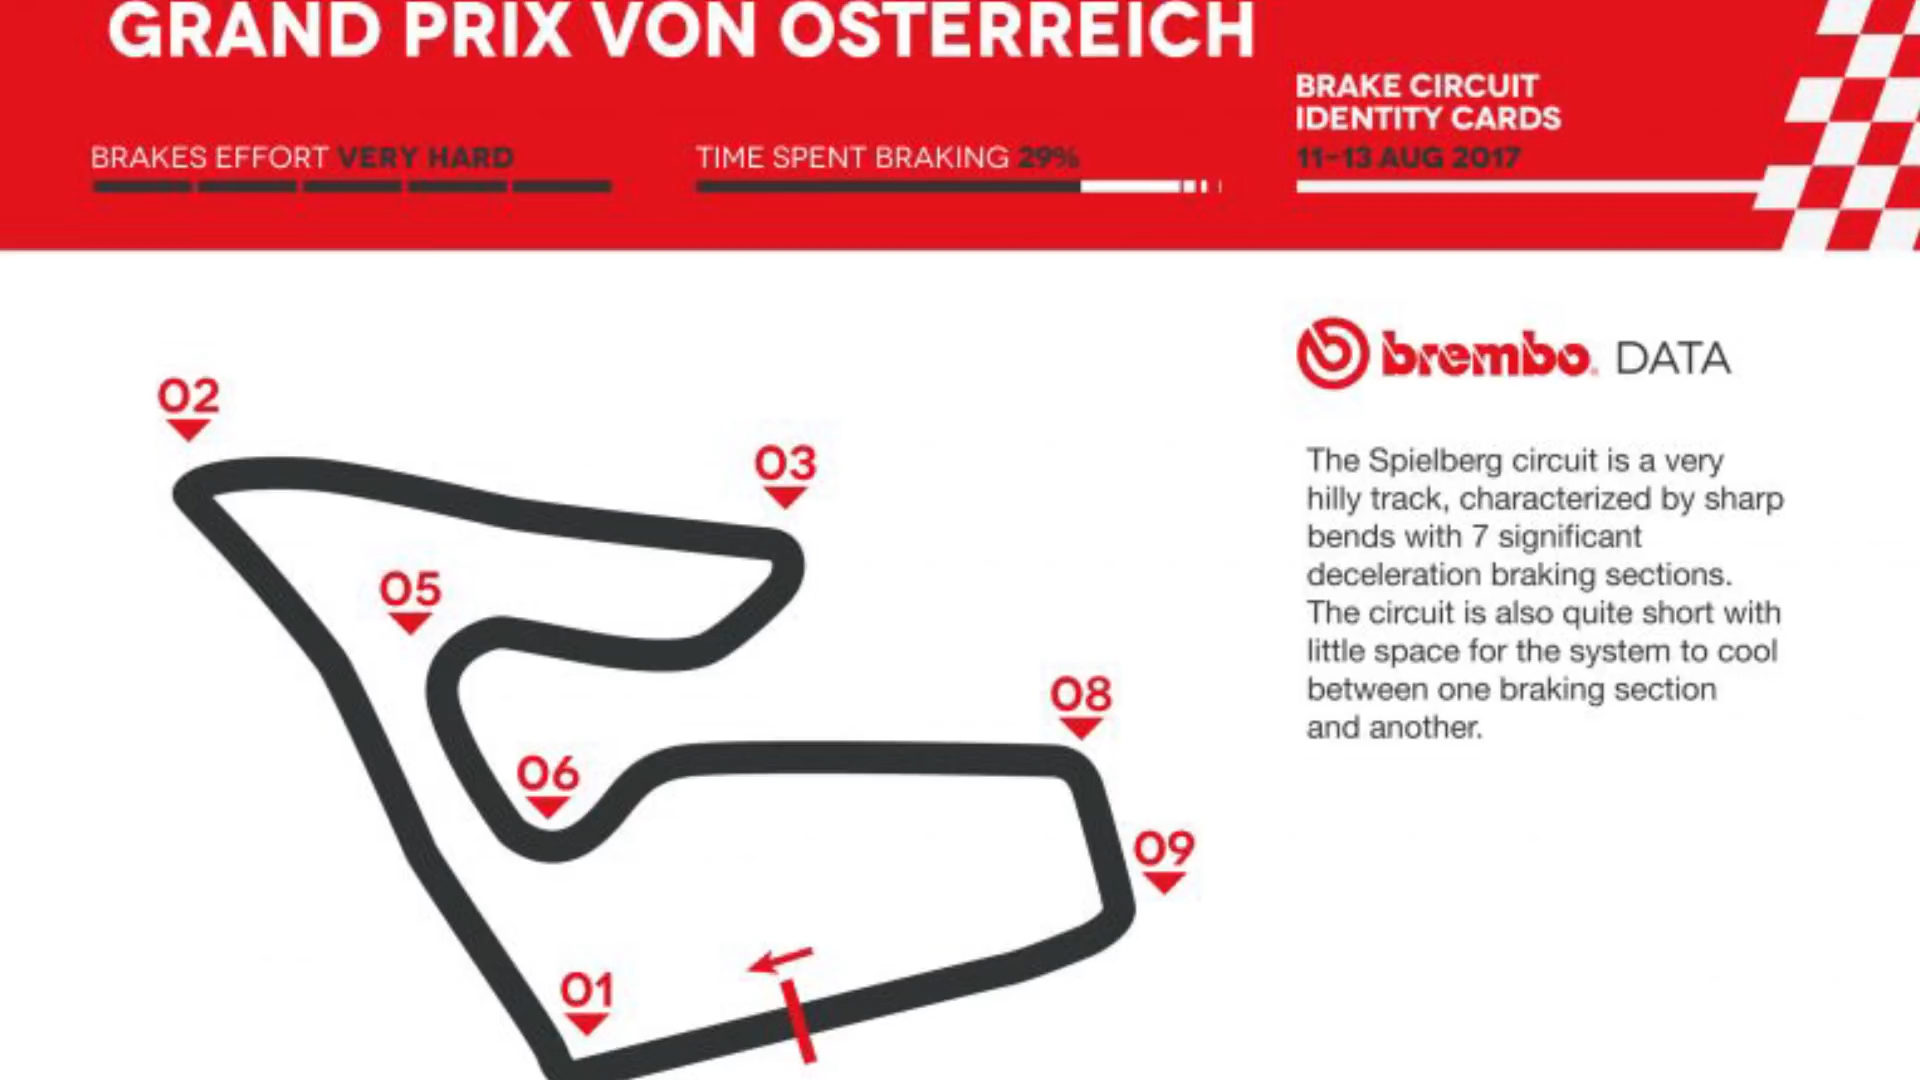 GRAND PRIX VON ÖSTERREICH
BRAKE CIRCUIT
IDENTITY CARDS
11-13 AUG 2017
BRAKES EFFORT VERY HARD
TIME SPENT BRAKING 29%
brembo. DATA
The Spielberg circuit is a very
hilly track, characterized by sharp
bends with 7 significant
deceleration braking sections.
The circuit is also quite short with
little space for the system to cool
between one braking section
and another.
02
03
05
08
06
09
01